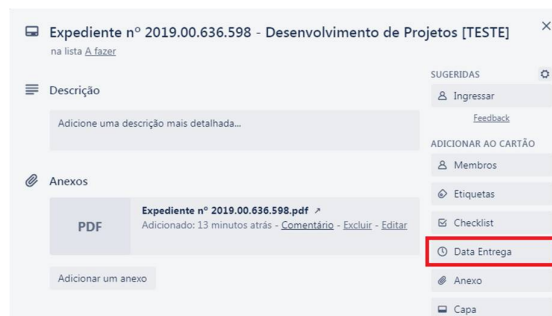 Expediente nº 2019.00.636.598 - Desenvolvimento de Projetos [TESTE]
na lista A fazer
Descrição
Adicione uma descrição mais detalhada...
Anexos
PDF
Expediente nº 2019.00.636.598.pdf ↗
Adicionado: 13 minutos atrás - Comentário - Excluir - Editar
Adicionar um anexo
SUGERIDAS
Ingressar
Feedback
ADICIONAR AO CARTÃO
Membros
Etiquetas
Checklist
Data Entrega
Anexo
Capa